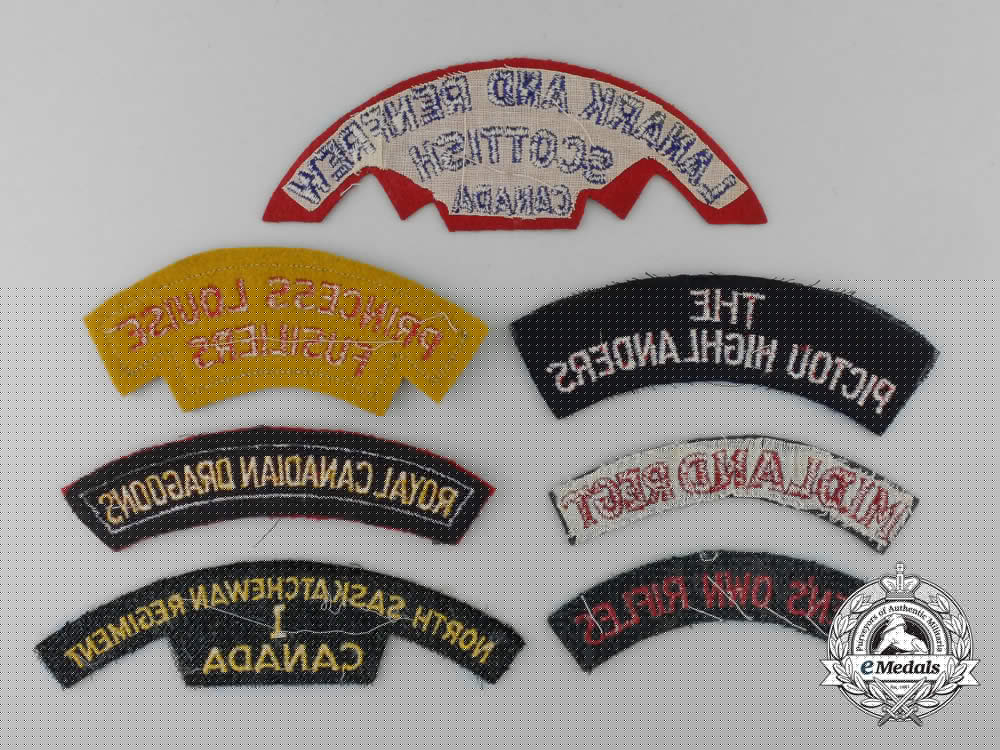 LANARK AND RENFREW
SCOTTISH
CANADA
PRINCESS LOUISE
FUSILIERS
THE
PICTOU HIGHLANDERS
ROYAL CANADIAN DRAGOONS
MIDLAND REGT
NORTH SASKATCHEWAN REGIMENT
1
CANADA
OWN RIFLES
Purveyors of Authentic Militaria
eMedals